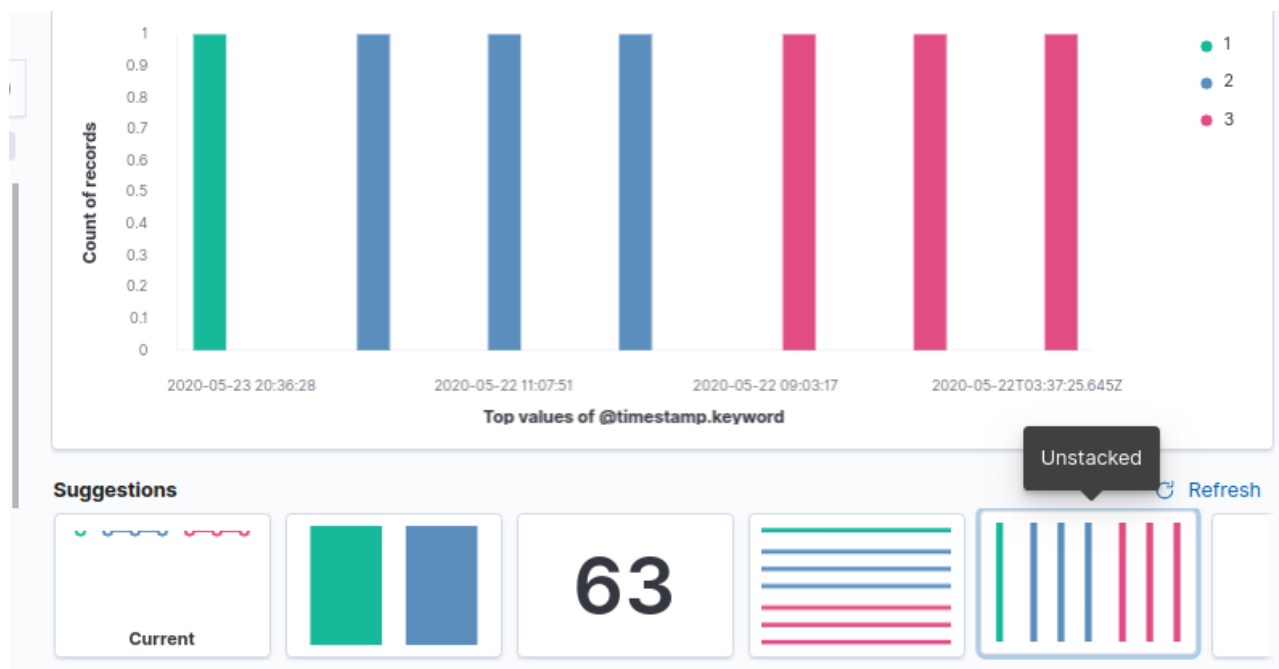 1
0.9
0.8
0.7
0.6
0.5
0.4
0.3
0.2
0.1
0
Count of records
2020-05-23 20:36:28 2020-05-22 11:07:51 2020-05-22 09:03:17 2020-05-22T03:37:25.645Z
Top values of @timestamp.keyword
1
2
3
Unstacked
Suggestions
Refresh
Current
63